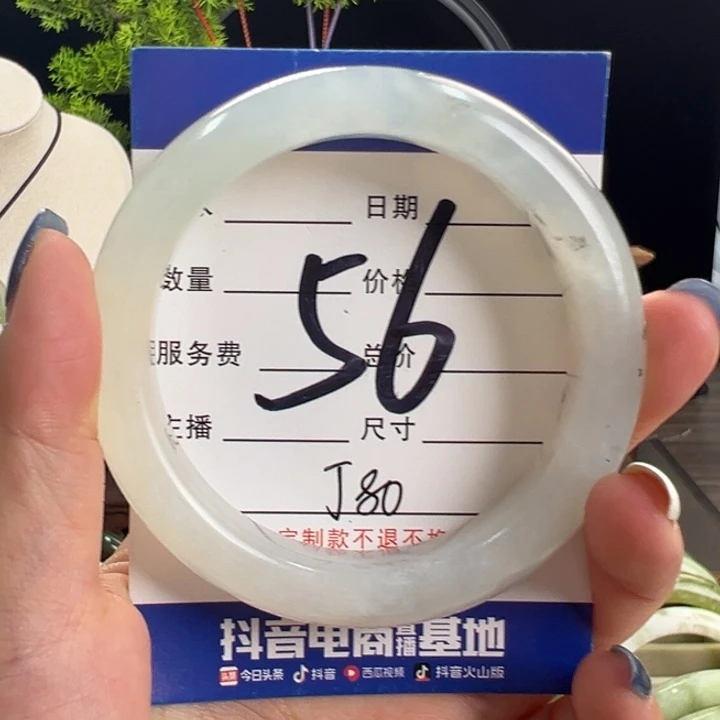 日期
数量 价格
服务费 总价
主播 尺寸
56
J80
定制款不退不换
抖音电商直播基地
头条 今日头条 抖音 西瓜视频 抖音火山版